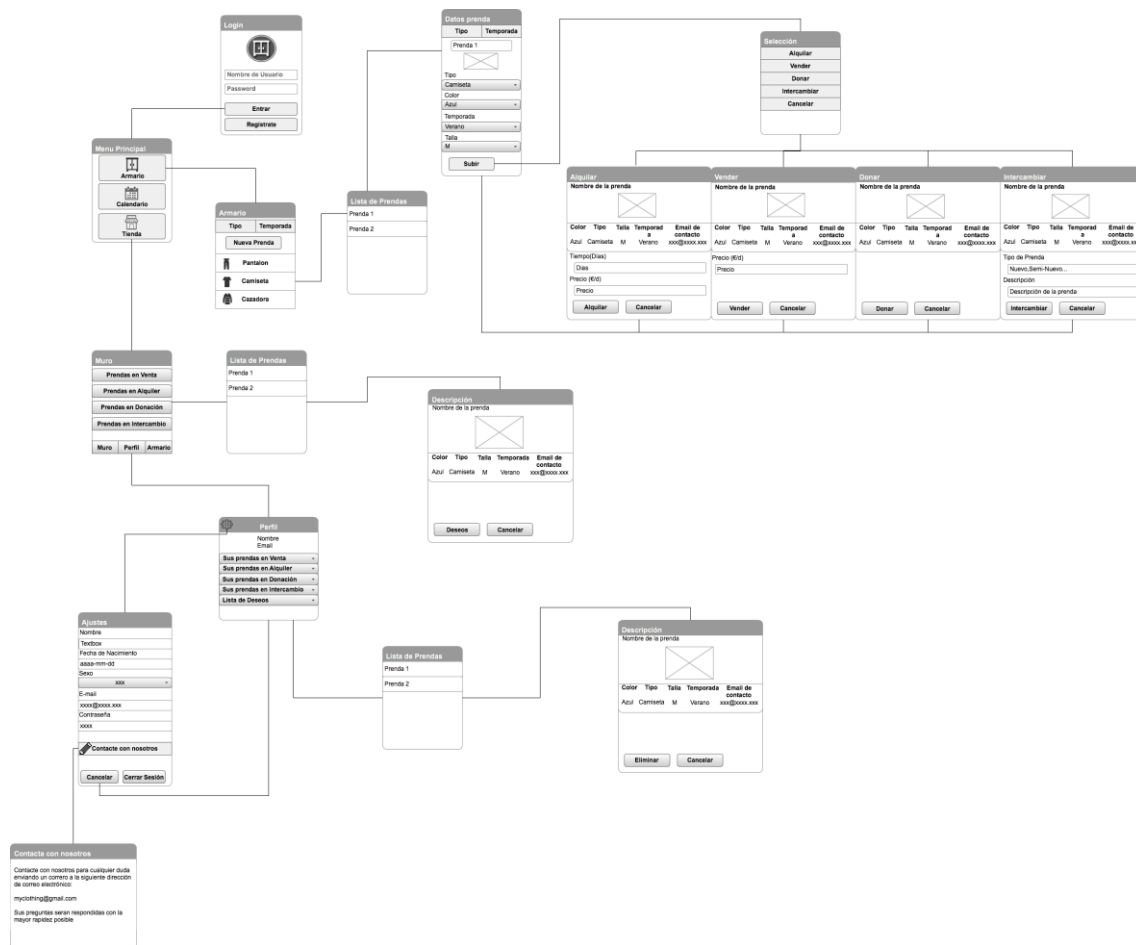 Login
Nombre de Usuario
Password
Entrar
Registrate
Menu Principal
Armario
Calendario
Tienda
Armario
Tipo Temporada
Nueva Prenda
Pantalon
Camiseta
Cazadora
Lista de Prendas
Prenda 1
Prenda 2
Datos prenda
Tipo Temporada
Prenda 1
Tipo
Camiseta
Color
Azul
Temporada
Verano
Talla
M
Subir
Selección
Alquilar
Vender
Donar
Intercambiar
Cancelar
Alquilar
Nombre de la prenda
Color Tipo Talla Temporad
a Email de
contacto
Azul Camiseta M Verano xxx@xxxx.xxx
Tiempo(Días)
Dias
Precio (€/d)
Precio
Alquilar Cancelar
Vender
Nombre de la prenda
Color Tipo Talla Temporad
a Email de
contacto
Azul Camiseta M Verano xxx@xxxx.xxx
Precio (€/d)
Precio
Vender Cancelar
Donar
Nombre de la prenda
Color Tipo Talla Temporad
a Email de
contacto
Azul Camiseta M Verano xxx@xxxx.xxx
Donar Cancelar
Intercambiar
Nombre de la prenda
Color Tipo Talla Temporad
a Email de
contacto
Azul Camiseta M Verano xxx@xxxx.xxx
Tipo de Prenda
Nuevo,Semi-Nuevo...
Descripción
Descripción de la prenda
Intercambiar Cancelar
Muro
Prendas en Venta
Prendas en Alquiler
Prendas en Donación
Prendas en Intercambio
Muro Perfil Armario
Lista de Prendas
Prenda 1
Prenda 2
Descripción
Nombre de la prenda
Color Tipo Talla Temporada Email de
contacto
Azul Camiseta M Verano xxx@xxxx.xxx
Deseos Cancelar
Perfil
Nombre
Email
Sus prendas en Venta
Sus prendas en Alquiler
Sus prendas en Donación
Sus prendas en Intercambio
Lista de Deseos
Ajustes
Nombre
Textbox
Fecha de Nacimiento
aaaa-mm-dd
Sexo
xxx
E-mail
xxxx@xxxx.xxx
Contraseña
xxxx
Contacte con nosotros
Cancelar Cerrar Sesión
Lista de Prendas
Prenda 1
Prenda 2
Descripción
Nombre de la prenda
Color Tipo Talla Temporada Email de
contacto
Azul Camiseta M Verano xxx@xxxx.xxx
Eliminar Cancelar
Contacta con nosotros
Contacte con nosotros para cualquier duda
enviando un correro a la siguiente dirección
de correo electrónico:
myclothing@gmail.com
Sus preguntas seran respondidas con la
mayor rapidez posible